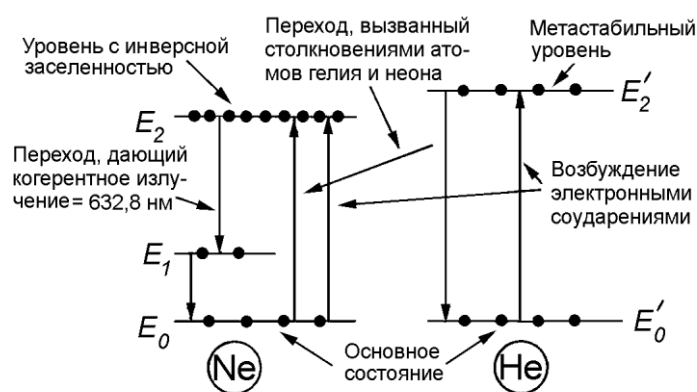 Уровень с инверсной
заселенностью
Переход, вызванный
столкновениями ато-
мов гелия и неона
Метастабильный
уровень
E₂
E₂′
Переход, дающий
когерентное излу-
чение = 632,8 нм
Возбуждение
электронными
соударениями
E₁
E₀
E₀′
Основное
состояние
Ne
He